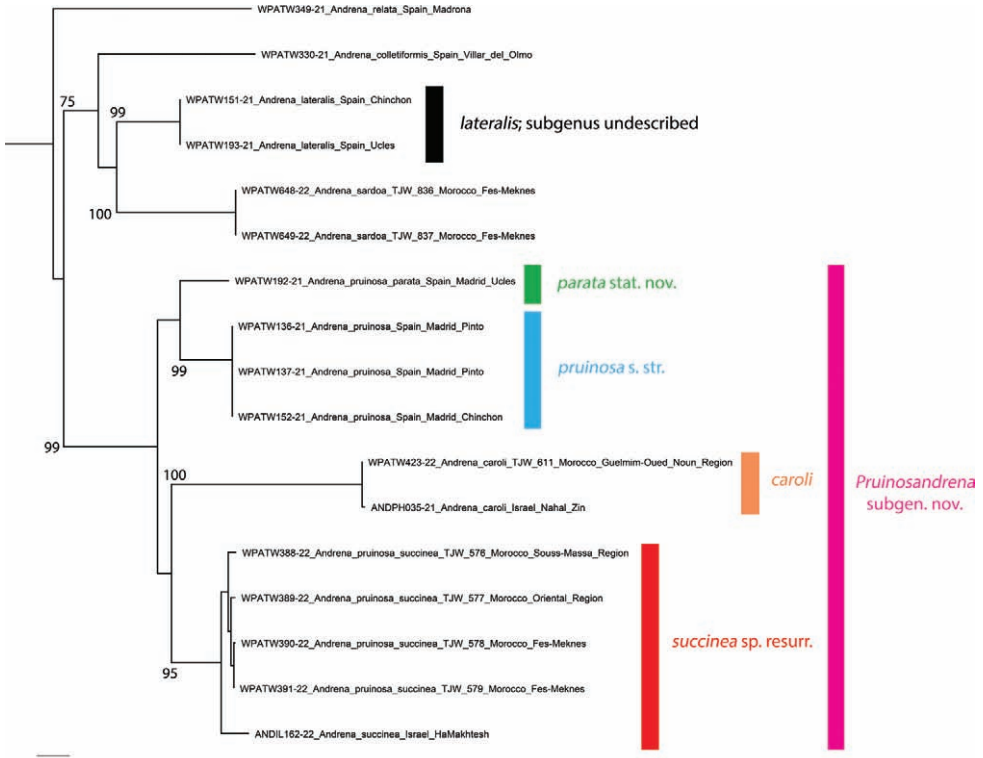 WPATW349-21_Andrena_relata_Spain_Madrona
WPATW330-21_Andrena_colletiformis_Spain_Villar_del_Olmo
75
99
WPATW151-21_Andrena_lateralis_Spain_Chinchon
lateralis; subgenus undescribed
WPATW193-21_Andrena_lateralis_Spain_Ucles
WPATW648-22_Andrena_sardoa_TJW_836_Morocco_Fes-Meknes
100
WPATW649-22_Andrena_sardoa_TJW_837_Morocco_Fes-Meknes
WPATW192-21_Andrena_pruinosa_parata_Spain_Madrid_Ucles
parata stat. nov.
WPATW136-21_Andrena_pruinosa_Spain_Madrid_Pinto
99
WPATW137-21_Andrena_pruinosa_Spain_Madrid_Pinto
pruinosa s. str.
WPATW152-21_Andrena_pruinosa_Spain_Madrid_Chinchon
99
100
WPATW423-22_Andrena_caroli_TJW_611_Morocco_Guelmim-Oued_Noun_Region
caroli
Pruinosandrena
subgen. nov.
ANDPH035-21_Andrena_caroli_Israel_Nahal_Zin
WPATW388-22_Andrena_pruinosa_succinea_TJW_576_Morocco_Souss-Massa_Region
WPATW389-22_Andrena_pruinosa_succinea_TJW_577_Morocco_Oriental_Region
WPATW390-22_Andrena_pruinosa_succinea_TJW_578_Morocco_Fes-Meknes
succinea sp. resurr.
95
WPATW391-22_Andrena_pruinosa_succinea_TJW_579_Morocco_Fes-Meknes
ANDIL162-22_Andrena_succinea_Israel_HaMakhtesh